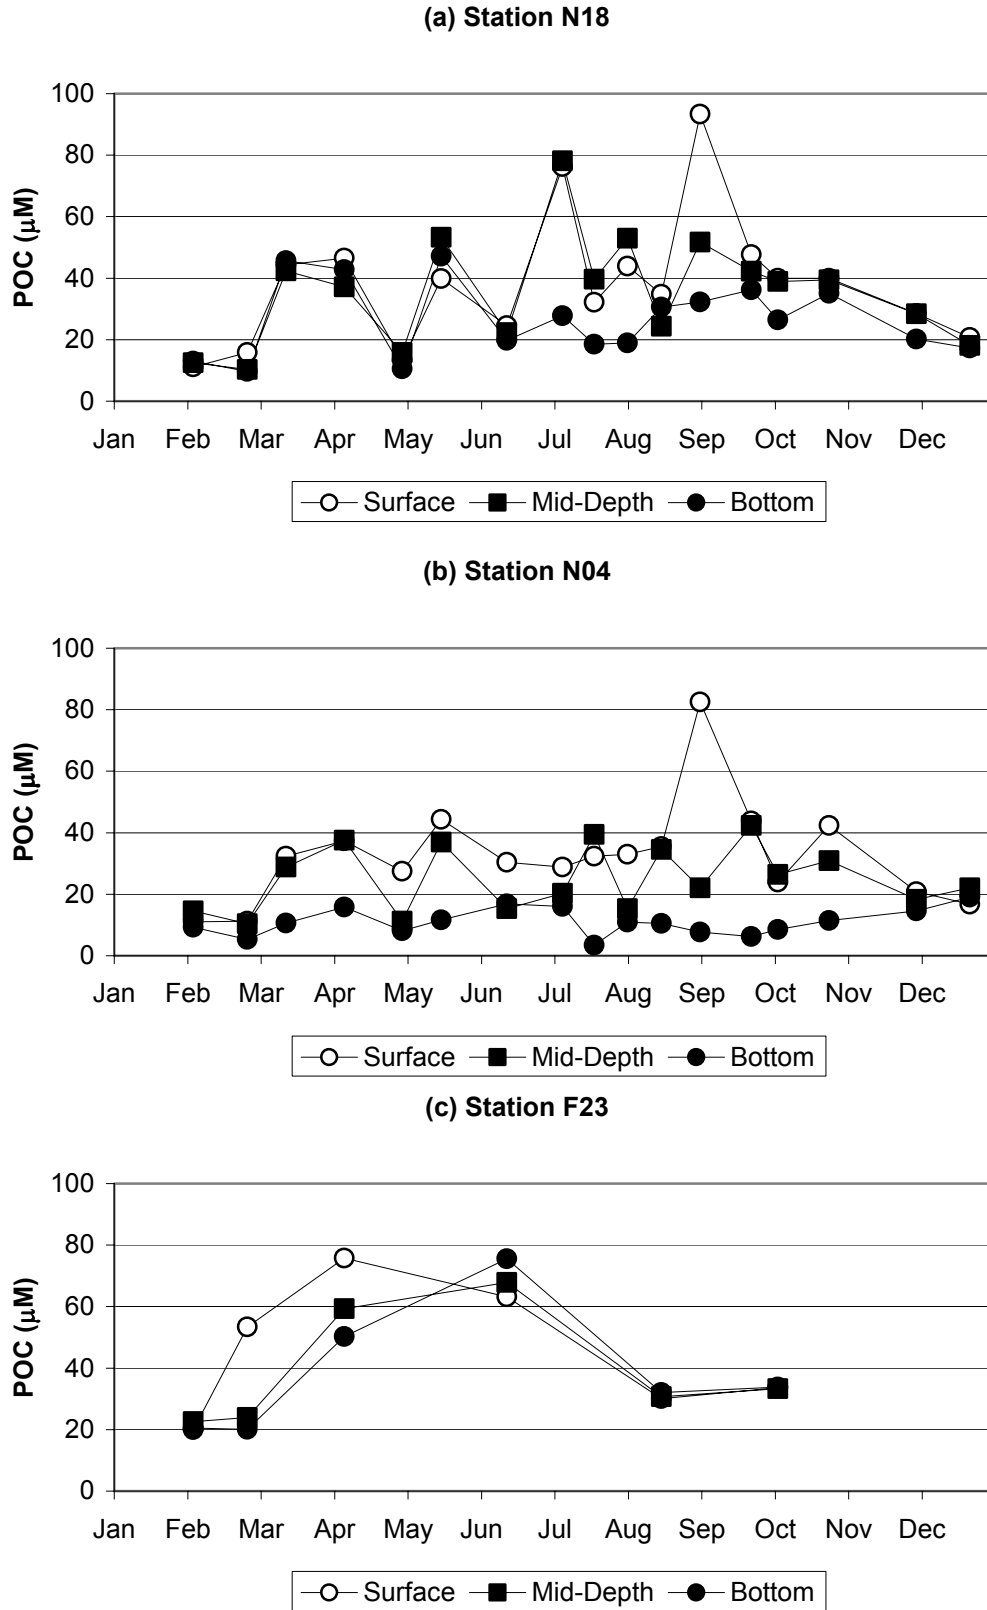 (a) Station N18
100
80
60
40
20
0
POC (μM)
Jan Feb Mar Apr May Jun Jul Aug Sep Oct Nov Dec
Surface Mid-Depth Bottom
(b) Station N04
100
80
60
40
20
0
POC (μM)
Jan Feb Mar Apr May Jun Jul Aug Sep Oct Nov Dec
Surface Mid-Depth Bottom
(c) Station F23
100
80
60
40
20
0
POC (μM)
Jan Feb Mar Apr May Jun Jul Aug Sep Oct Nov Dec
Surface Mid-Depth Bottom